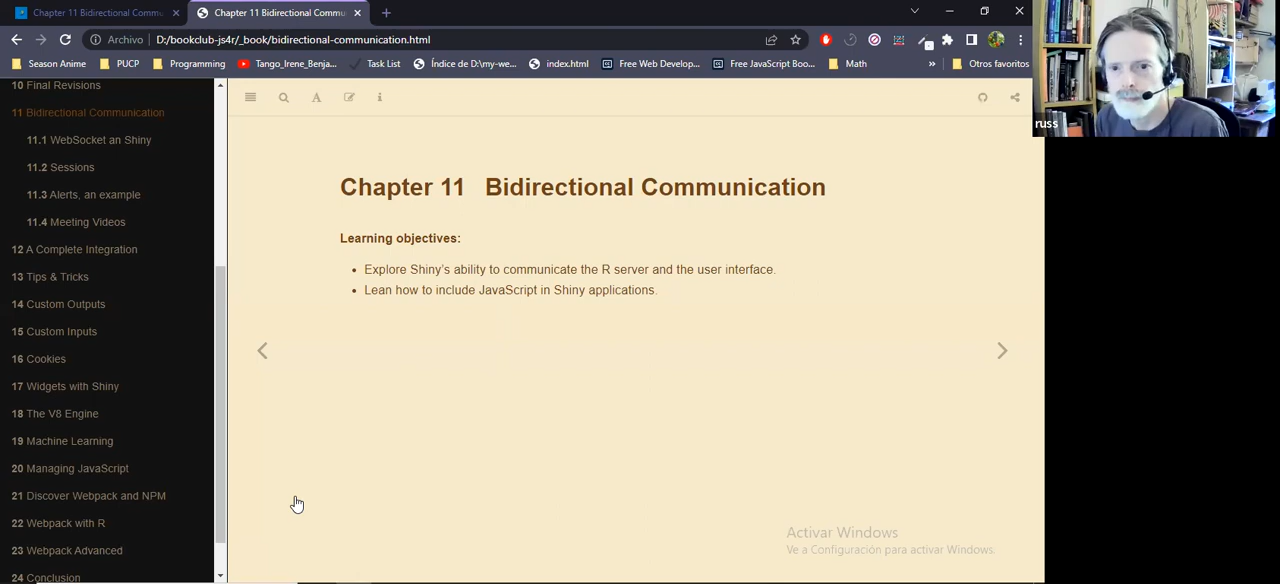 Chapter 11 Bidirectional Commu
Chapter 11 Bidirectional Commu
Archivo
D:/bookclub-js4r/_book/bidirectional-communication.html
Season Anime
PUCP
Programming
Tango_Irene_Benja...
Task List
Índice de D:\my-we...
index.html
Free Web Develop...
Free JavaScript Boo...
Math
»
Otros favoritos
russ
10 Final Revisions
11 Bidirectional Communication
11.1 WebSocket an Shiny
11.2 Sessions
11.3 Alerts, an example
11.4 Meeting Videos
12 A Complete Integration
13 Tips & Tricks
14 Custom Outputs
15 Custom Inputs
16 Cookies
17 Widgets with Shiny
18 The V8 Engine
19 Machine Learning
20 Managing JavaScript
21 Discover Webpack and NPM
22 Webpack with R
23 Webpack Advanced
24 Conclusion
Chapter 11 Bidirectional Communication
Learning objectives:
• Explore Shiny's ability to communicate the R server and the user interface.
• Lean how to include JavaScript in Shiny applications.
Activar Windows
Ve a Configuración para activar Windows.